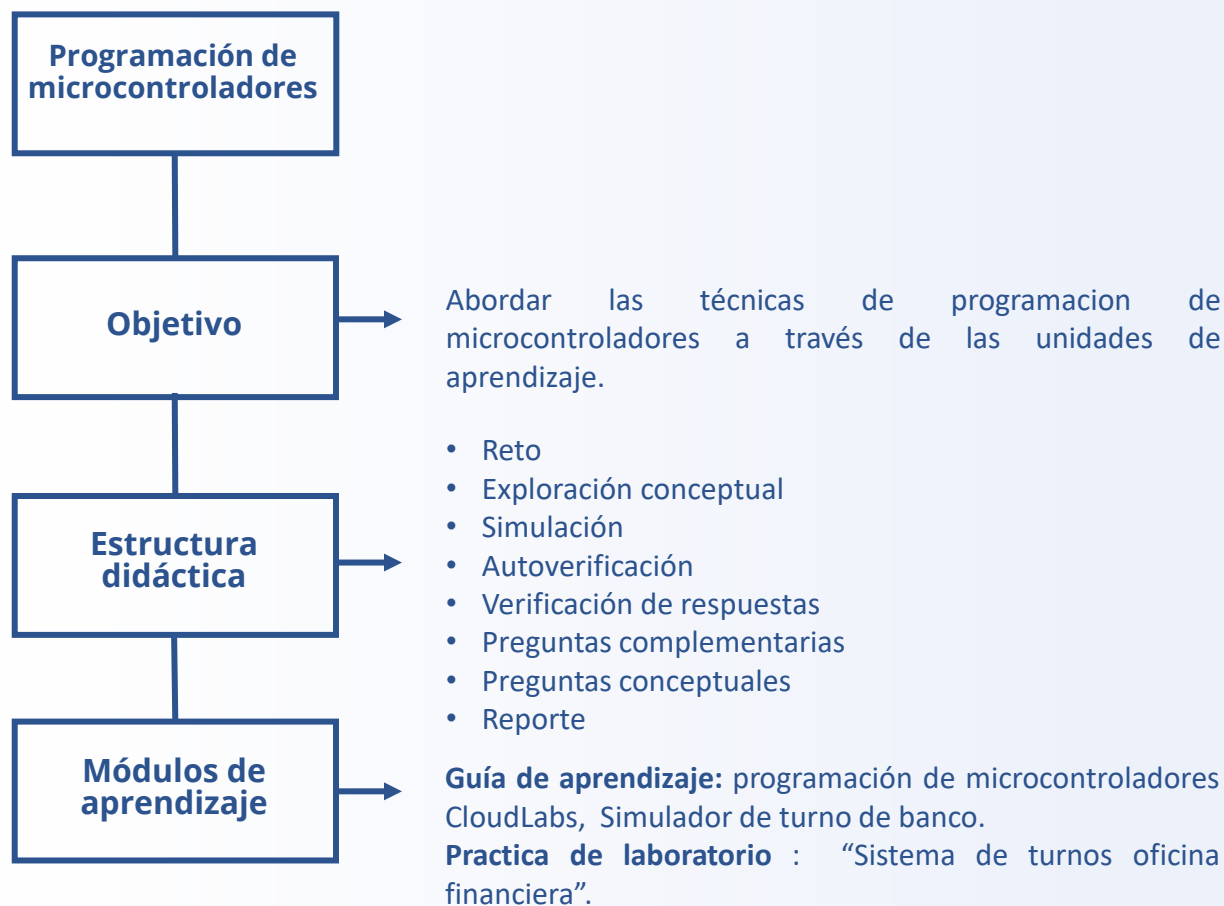 Programación de
microcontroladores
Objetivo
Abordar las técnicas de programacion de
microcontroladores a través de las unidades de
aprendizaje.
Estructura
didáctica
• Reto
• Exploración conceptual
• Simulación
• Autoverificación
• Verificación de respuestas
• Preguntas complementarias
• Preguntas conceptuales
• Reporte
Módulos de
aprendizaje
Guía de aprendizaje: programación de microcontroladores
CloudLabs, Simulador de turno de banco.
Practica de laboratorio : “Sistema de turnos oficina
financiera”.